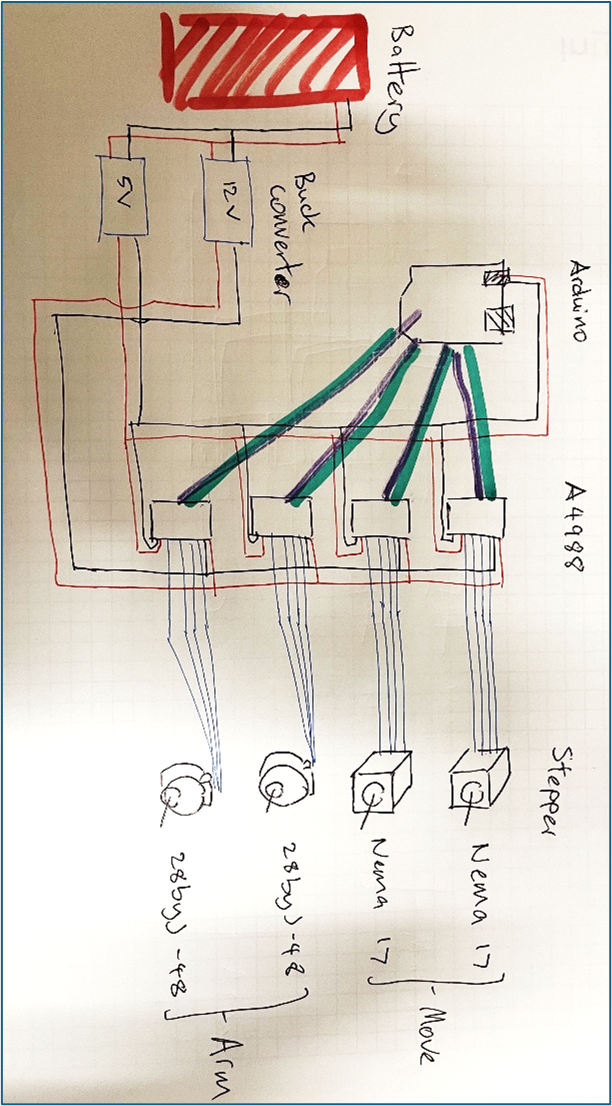 Battery
Arduino
A4988
Stepper
Buck
converter
12V
5V
Nema 17
Nema 17
- Move
28byJ-48
28byJ-48
- Arm